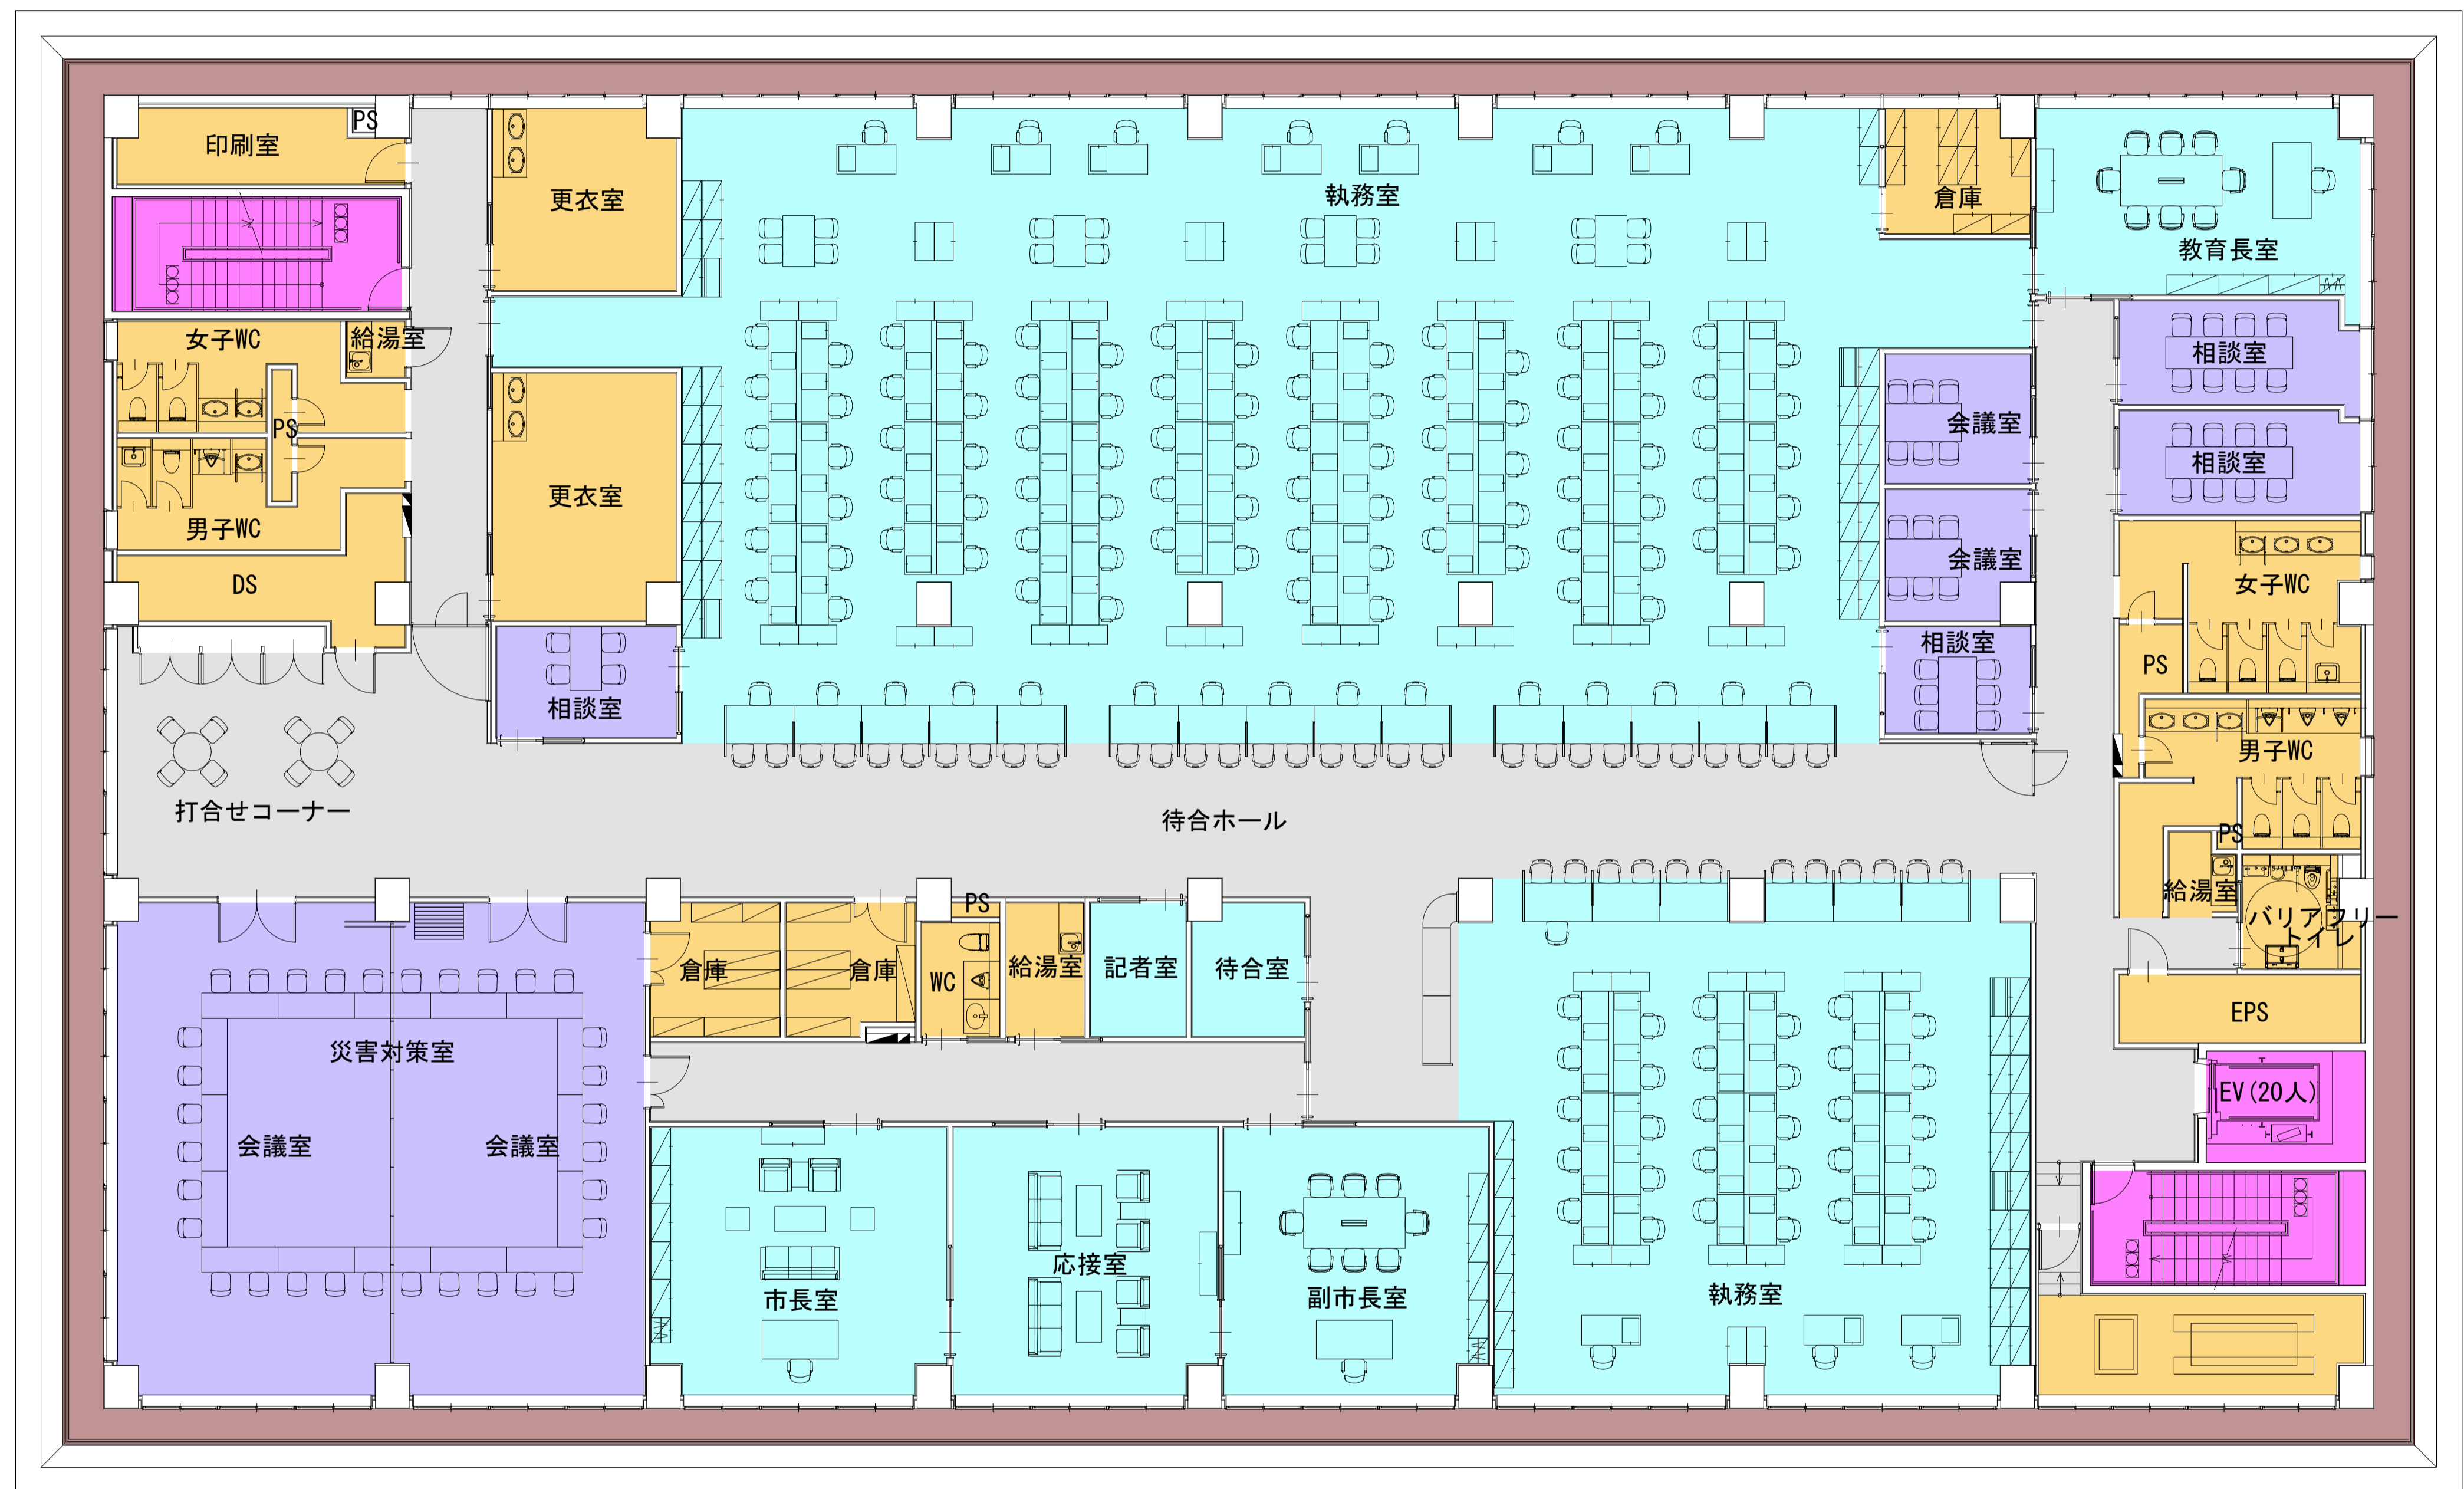 PS
印刷室
更衣室
執務室
倉庫
教育長室
女子WC
給湯室
相談室
会議室
PS
相談室
更衣室
男子WC
会議室
DS
女子WC
相談室
PS
相談室
男子WC
打合せコーナー
待合ホール
PS
給湯室
PS
バリアフリー
トイレ
倉庫
倉庫
WC
給湯室
記者室
待合室
EPS
災害対策室
EV(20人)
会議室
会議室
応接室
市長室
副市長室
執務室